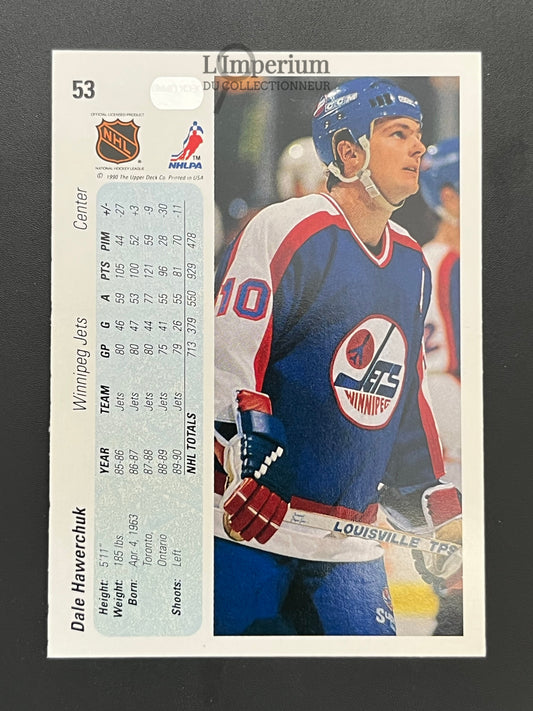 L'Imperium
DU COLLECTIONNEUR
53
OFFICIAL LICENSED PRODUCT
NHL
NATIONAL HOCKEY LEAGUE
NHLPA
TM
© 1990 The Upper Deck Co. Printed in USA
Dale Hawerchuk Winnipeg Jets Center
Height: 5'11"
Weight: 185 lbs.
Born: Apr. 4, 1963
Toronto,
Ontario
Shoots: Left
YEAR TEAM GP G A PTS PIM +/-
85-86 Jets 80 46 59 105 44 -27
86-87 Jets 80 47 53 100 52 +3
87-88 Jets 80 44 77 121 59 -9
88-89 Jets 75 41 55 96 28 -30
89-90 Jets 79 26 55 81 70 -11
NHL TOTALS 713 379 550 929 478
10
JETS
WINNIPEG
LOUISVILLE TPS